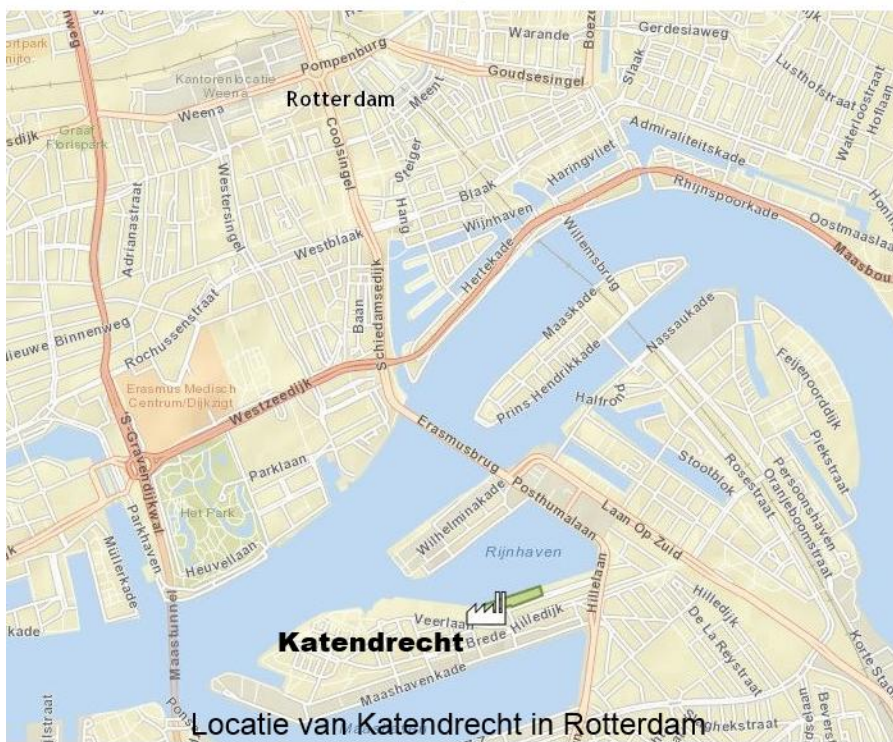 Warande
Gerdesiaweg
Pompenburg
Goudsesingel
Slaak
Lusthofstraat
Kantorenlocatie
Weena
Weena
Rotterdam
Meent
Waterloostraat
Hoflaan
Graaf
Florispark
Coolsingel
Steiger
Admiraliteitskade
Haringvliet
Westersingel
Adrianastraat
Blaak
Hang
Wijnhaven
Rhijnspoorkade
Westblaak
Willemsbrug
Hertekade
Rochussenstraat
Baan
Schiedamsedijk
Maaskade
Nassaukade
Prins Hendrikkade
Feijenoorddijk
Erasmus Medisch
Centrum/Dijkzigt
Westzeedijk
Halfrond
'S-Gravendijkwal
Parklaan
Erasmusbrug
Stootblok
Rosestraat
Piekstraat
Persoonshaven
Oranjeboomstraat
Het Park
Parkhaven
Müllerkade
Heuvellaan
Wilhelminakade
Posthumalaan
Laan Op Zuid
Rijnhaven
Maastunnel
Hillelaan
Hilledijk
Veerlaan
Brede Hilledijk
De La Reystraat
Katendrecht
Maashavenkade
Locatie van Katendrecht in Rotterdam